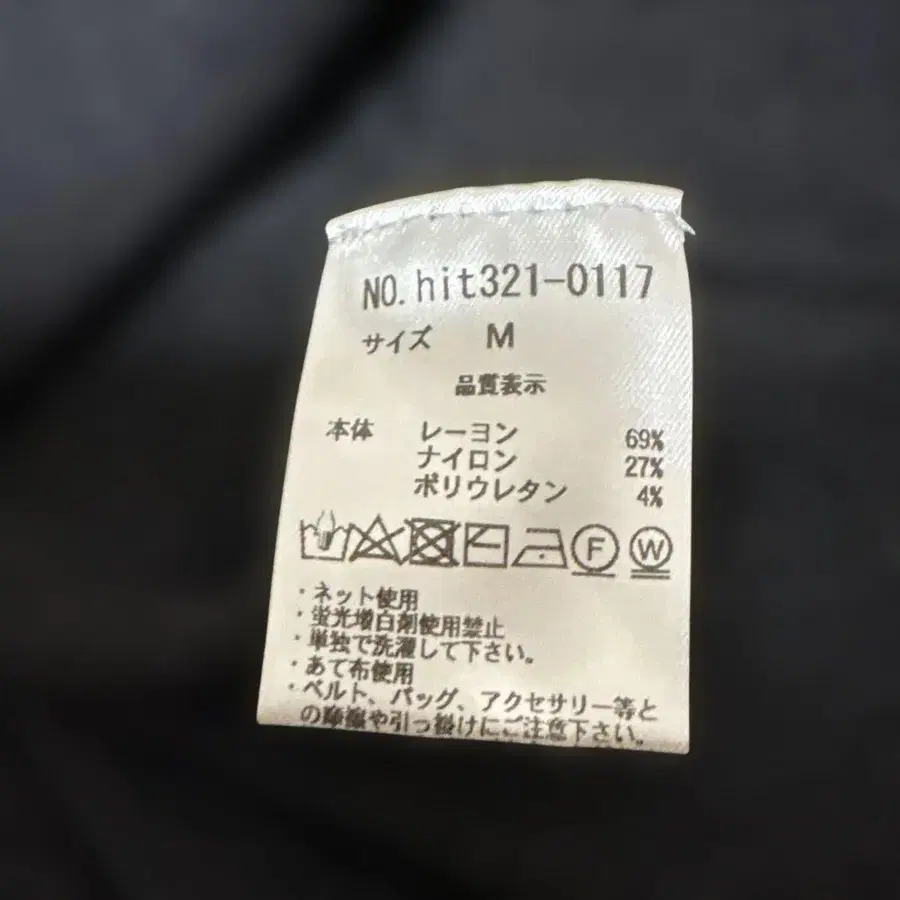 NO.hit321-0117
サイズ M
品質表示
本体 レーヨン 69%
ナイロン 27%
ポリウレタン 4%
F W
・ネット使用
・蛍光増白剤使用禁止
・単独で洗濯して下さい。
・あて布使用
・ベルト、バッグ、アクセサリー等と
の摩擦や引っ掛けにご注意下さい。